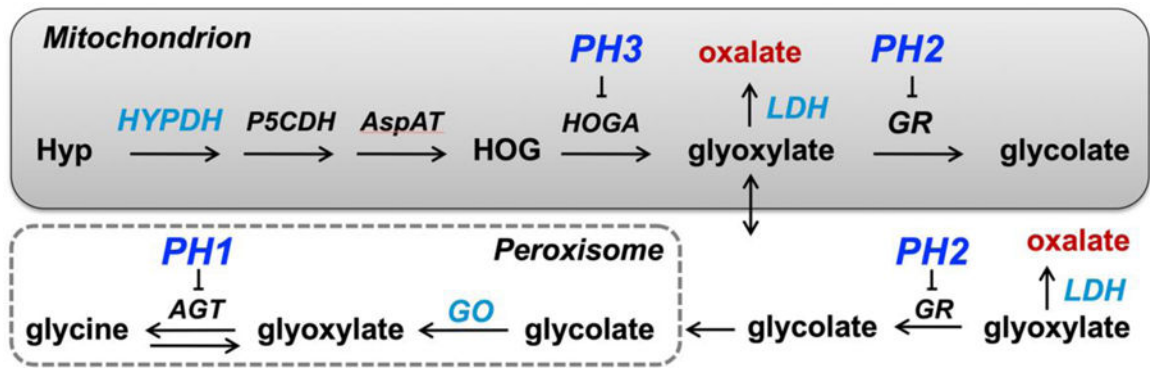 Mitochondrion
PH3 oxalate PH2
HYPDH P5CDH AspAT HOGA LDH GR
Hyp HOG glyoxylate glycolate
Peroxisome
PH1 PH2 oxalate
AGT GO GR LDH
glycine glyoxylate glycolate glycolate glyoxylate